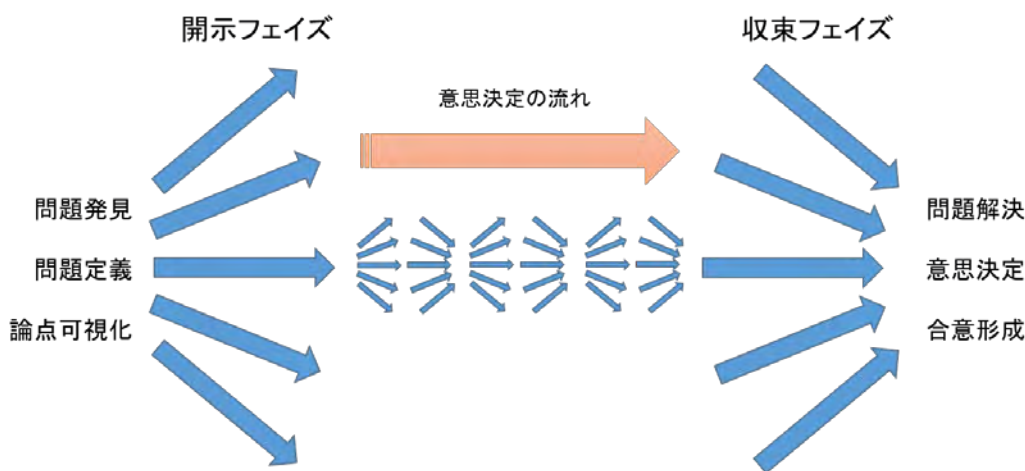 開示フェイズ
収束フェイズ
意思決定の流れ
問題発見
問題定義
論点可視化
問題解決
意思決定
合意形成